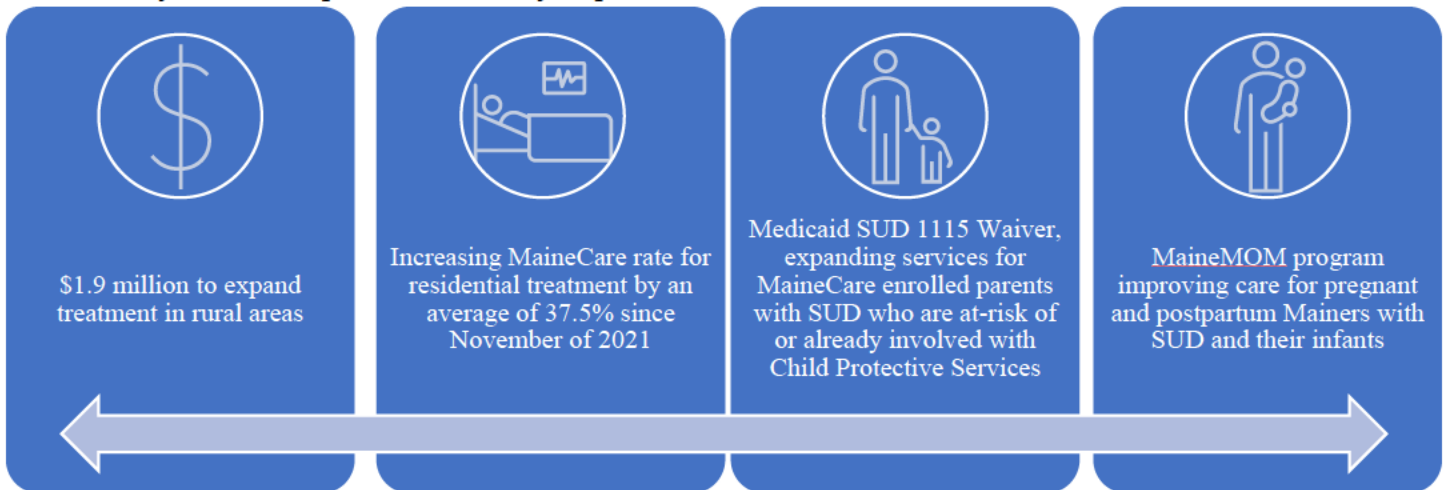 $1.9 million to expand
treatment in rural areas
Increasing MaineCare rate for
residential treatment by an
average of 37.5% since
November of 2021
Medicaid SUD 1115 Waiver,
expanding services for
MaineCare enrolled parents
with SUD who are at-risk of
or already involved with
Child Protective Services
MaineMOM program
improving care for pregnant
and postpartum Mainers with
SUD and their infants